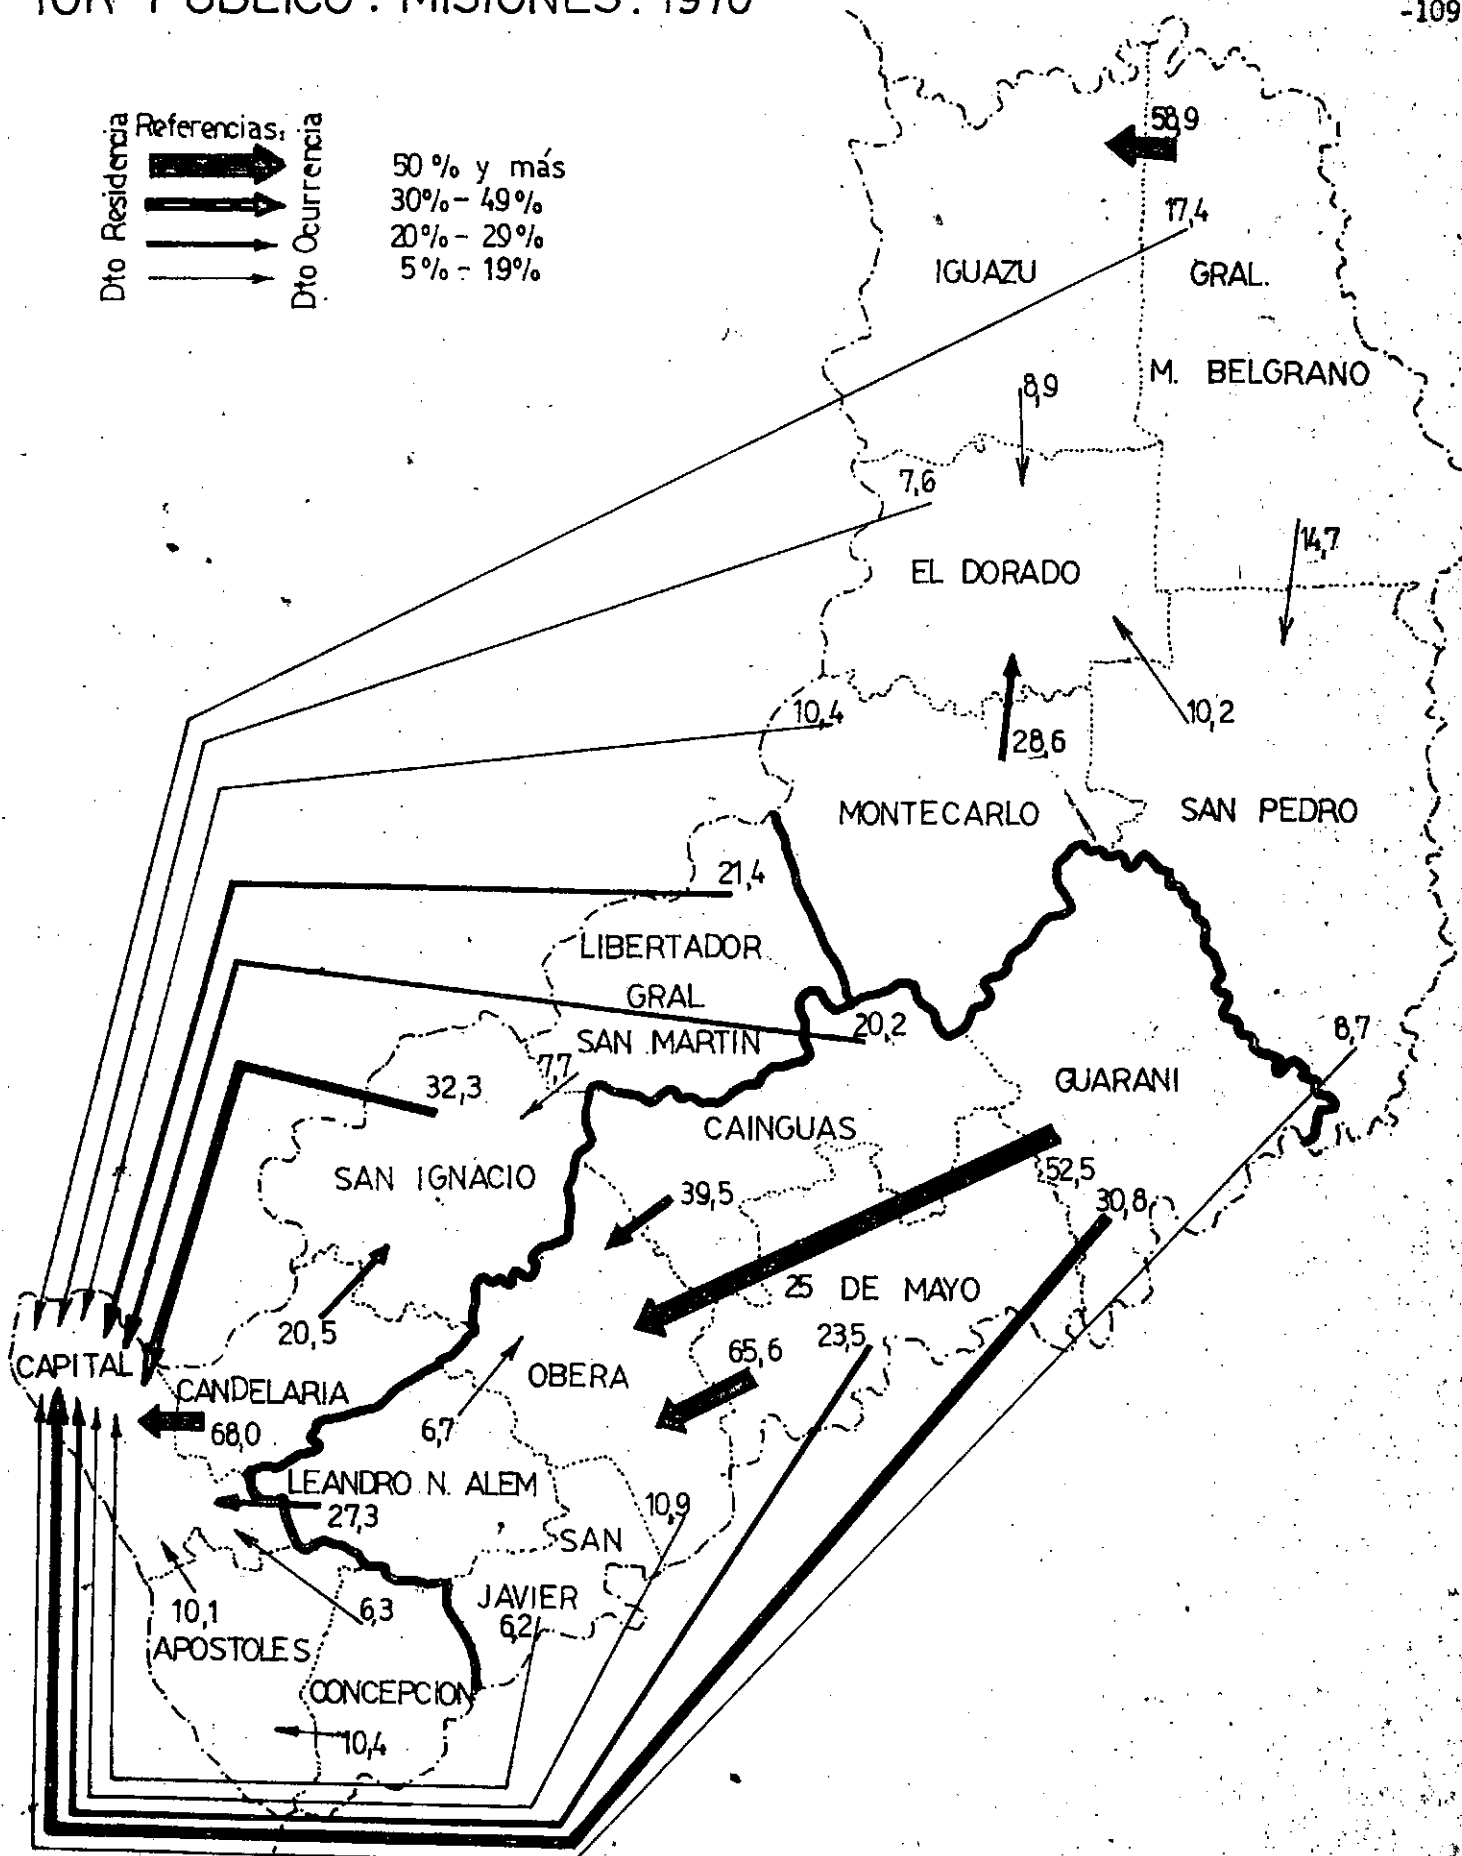 PUBLICO: MISIONES: 1970
-109
Referencias:
Dto Residencia
Dto Ocurrencia
50% y más
30% - 49%
20% - 29%
5% - 19%
58,9
17,4
IGUAZU
GRAL.
M. BELGRANO
8,9
7,6
14,7
EL DORADO
10,4
28,6
10,2
MONTECARLO
SAN PEDRO
21,4
LIBERTADOR
GRAL
SAN MARTIN
20,2
8,7
7,7
32,3
GUARANI
CAINGUAS
SAN IGNACIO
39,5
52,5
30,8
25 DE MAYO
20,5
23,5
65,6
CAPITAL
OBERA
CANDELARIA
68,0
6,7
LEANDRO N. ALEM
27,3
10,9
SAN
JAVIER
6,2
10,1
6,3
APOSTOLES
CONCEPCION
10,4